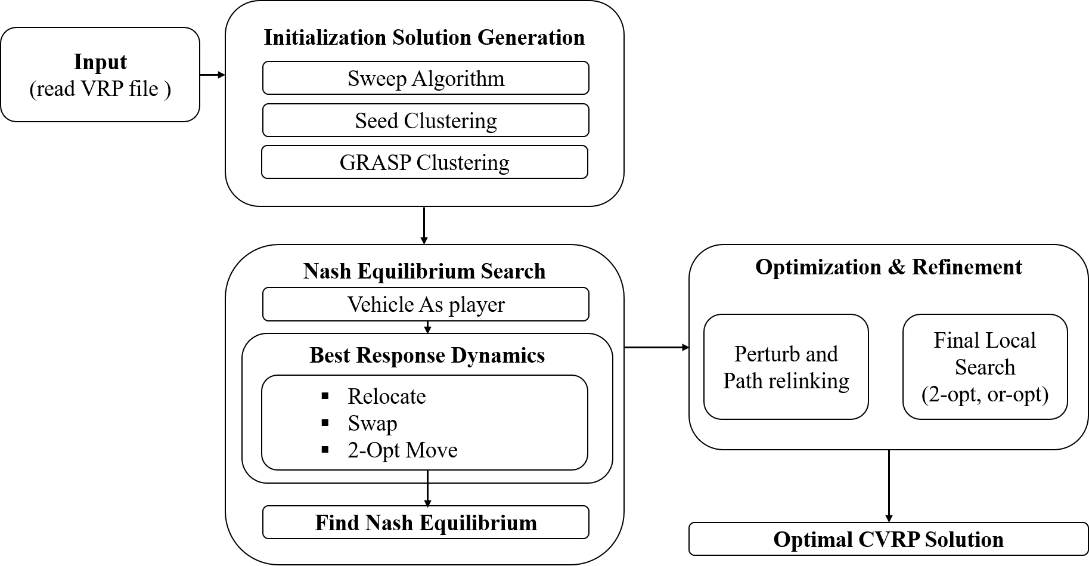 Input
(read VRP file )
Initialization Solution Generation
Sweep Algorithm
Seed Clustering
GRASP Clustering
Nash Equilibrium Search
Vehicle As player
Best Response Dynamics
▪ Relocate
▪ Swap
▪ 2-Opt Move
Find Nash Equilibrium
Optimization & Refinement
Perturb and
Path relinking
Final Local
Search
(2-opt, or-opt)
Optimal CVRP Solution